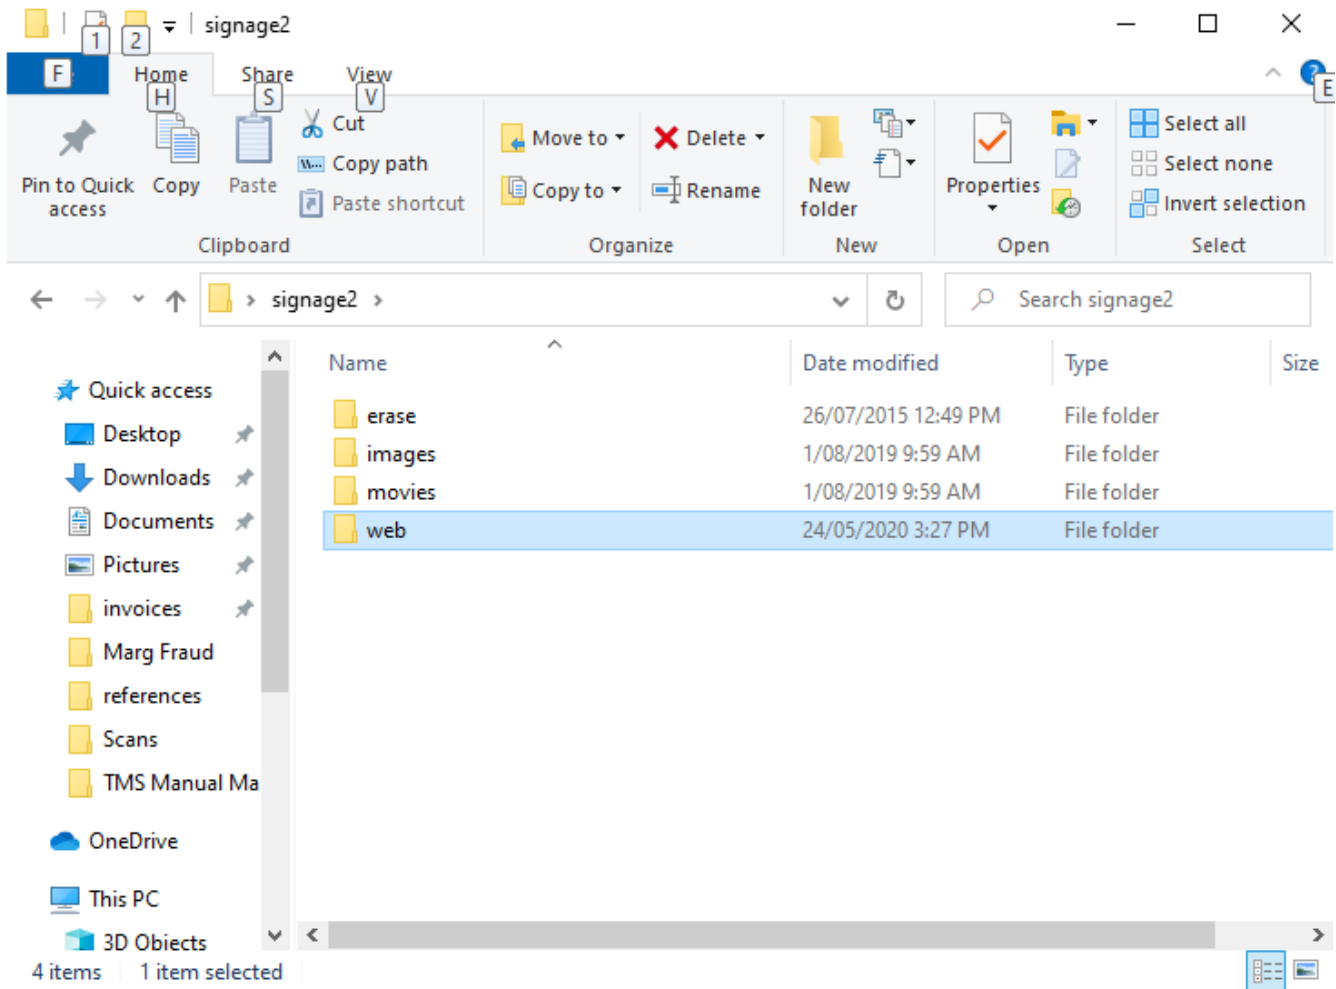 1 2 signage2
F Home Share View
H S V E
Cut
Copy path
Paste shortcut
Pin to Quick access
Copy
Paste
Clipboard
Move to
Copy to
Delete
Rename
Organize
New folder
New
Properties
Open
Select all
Select none
Invert selection
Select
signage2
Search signage2
Name Date modified Type Size
erase 26/07/2015 12:49 PM File folder
images 1/08/2019 9:59 AM File folder
movies 1/08/2019 9:59 AM File folder
web 24/05/2020 3:27 PM File folder
Quick access
Desktop
Downloads
Documents
Pictures
invoices
Marg Fraud
references
Scans
TMS Manual Ma
OneDrive
This PC
3D Objects
4 items 1 item selected